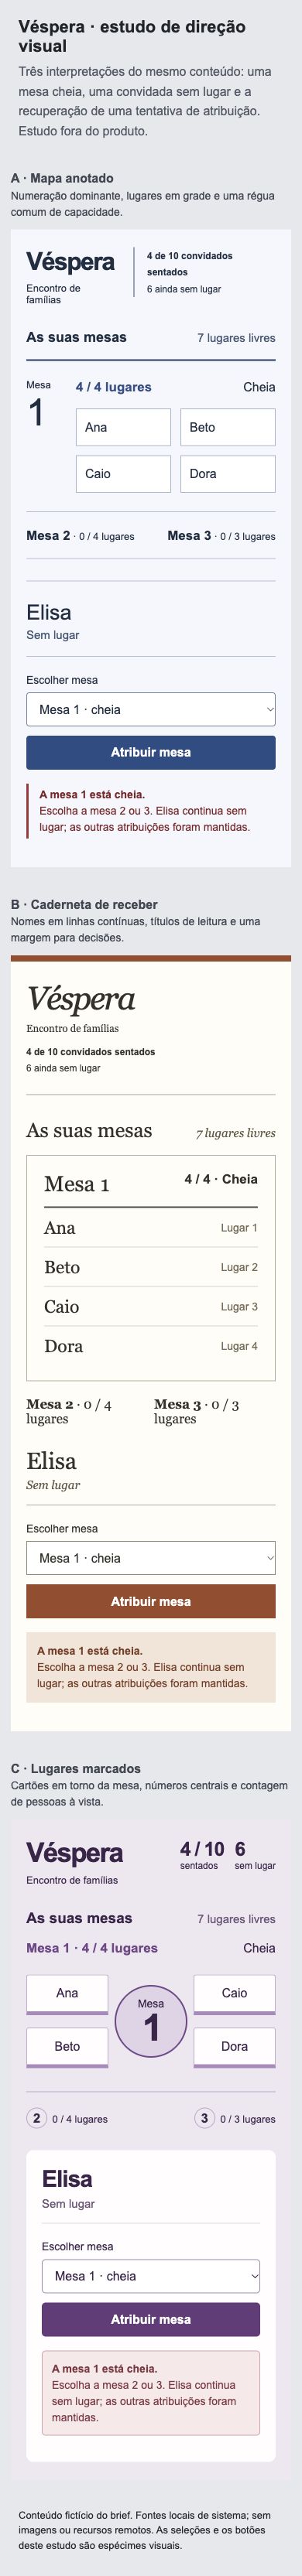 Véspera · estudo de direção
visual
Três interpretações do mesmo conteúdo: uma
mesa cheia, uma convidada sem lugar e a
recuperação de uma tentativa de atribuição.
Estudo fora do produto.
A · Mapa anotado
Numeração dominante, lugares em grade e uma régua
comum de capacidade.
Véspera
Encontro de
famílias
4 de 10 convidados
sentados
6 ainda sem lugar
As suas mesas
7 lugares livres
Mesa
1
4 / 4 lugares
Cheia
Ana
Beto
Caio
Dora
Mesa 2 · 0 / 4 lugares
Mesa 3 · 0 / 3 lugares
Elisa
Sem lugar
Escolher mesa
Mesa 1 · cheia
Atribuir mesa
A mesa 1 está cheia.
Escolha a mesa 2 ou 3. Elisa continua sem
lugar; as outras atribuições foram mantidas.
B · Caderneta de receber
Nomes em linhas contínuas, títulos de leitura e uma
margem para decisões.
Véspera
Encontro de famílias
4 de 10 convidados sentados
6 ainda sem lugar
As suas mesas
7 lugares livres
Mesa 1
4 / 4 · Cheia
Ana
Lugar 1
Beto
Lugar 2
Caio
Lugar 3
Dora
Lugar 4
Mesa 2 · 0 / 4
lugares
Mesa 3 · 0 / 3
lugares
Elisa
Sem lugar
Escolher mesa
Mesa 1 · cheia
Atribuir mesa
A mesa 1 está cheia.
Escolha a mesa 2 ou 3. Elisa continua sem
lugar; as outras atribuições foram mantidas.
C · Lugares marcados
Cartões em torno da mesa, números centrais e contagem
de pessoas à vista.
Véspera
Encontro de famílias
4 / 10
sentados
6
sem lugar
As suas mesas
7 lugares livres
Mesa 1 · 4 / 4 lugares
Cheia
Ana
Beto
Mesa
1
Caio
Dora
2 0 / 4 lugares
3 0 / 3 lugares
Elisa
Sem lugar
Escolher mesa
Mesa 1 · cheia
Atribuir mesa
A mesa 1 está cheia.
Escolha a mesa 2 ou 3. Elisa continua
sem lugar; as outras atribuições foram
mantidas.
Conteúdo fictício do brief. Fontes locais de sistema; sem
imagens ou recursos remotos. As seleções e os botões
deste estudo são espécimes visuais.